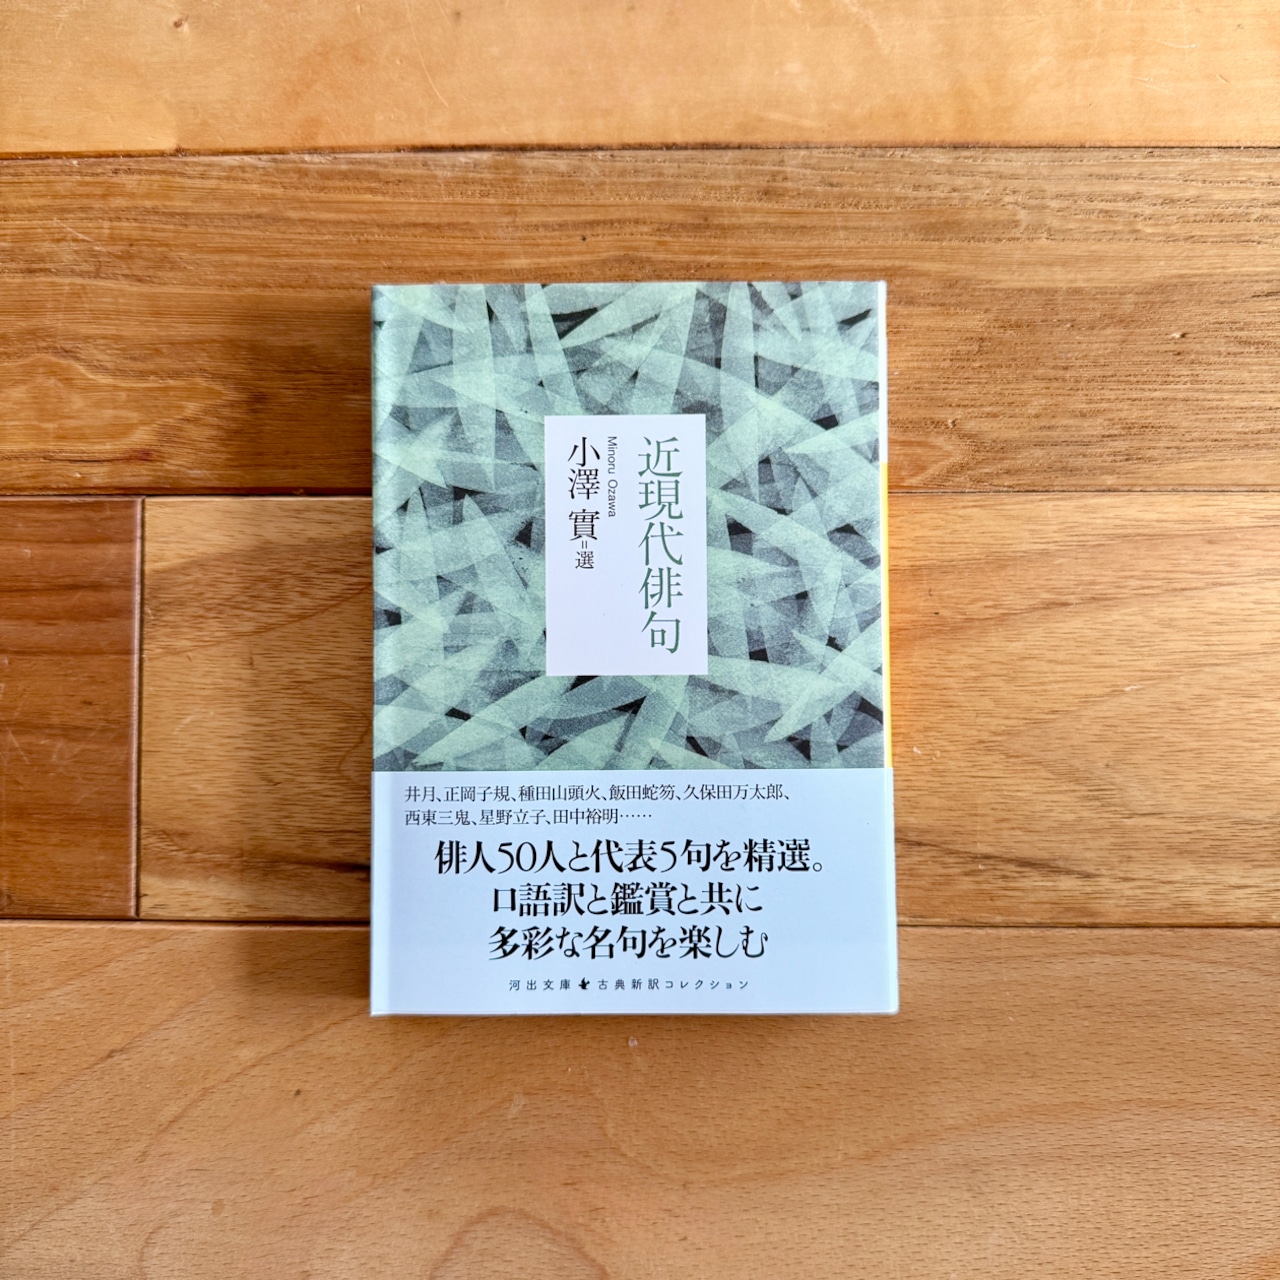 近現代俳句
Minoru Ozawa
小澤 實=選
井月、正岡子規、種田山頭火、飯田蛇笏、久保田万太郎、
西東三鬼、星野立子、田中裕明……
俳人50人と代表5句を精選。
口語訳と鑑賞と共に
多彩な名句を楽しむ
河出文庫 古典新訳コレクション